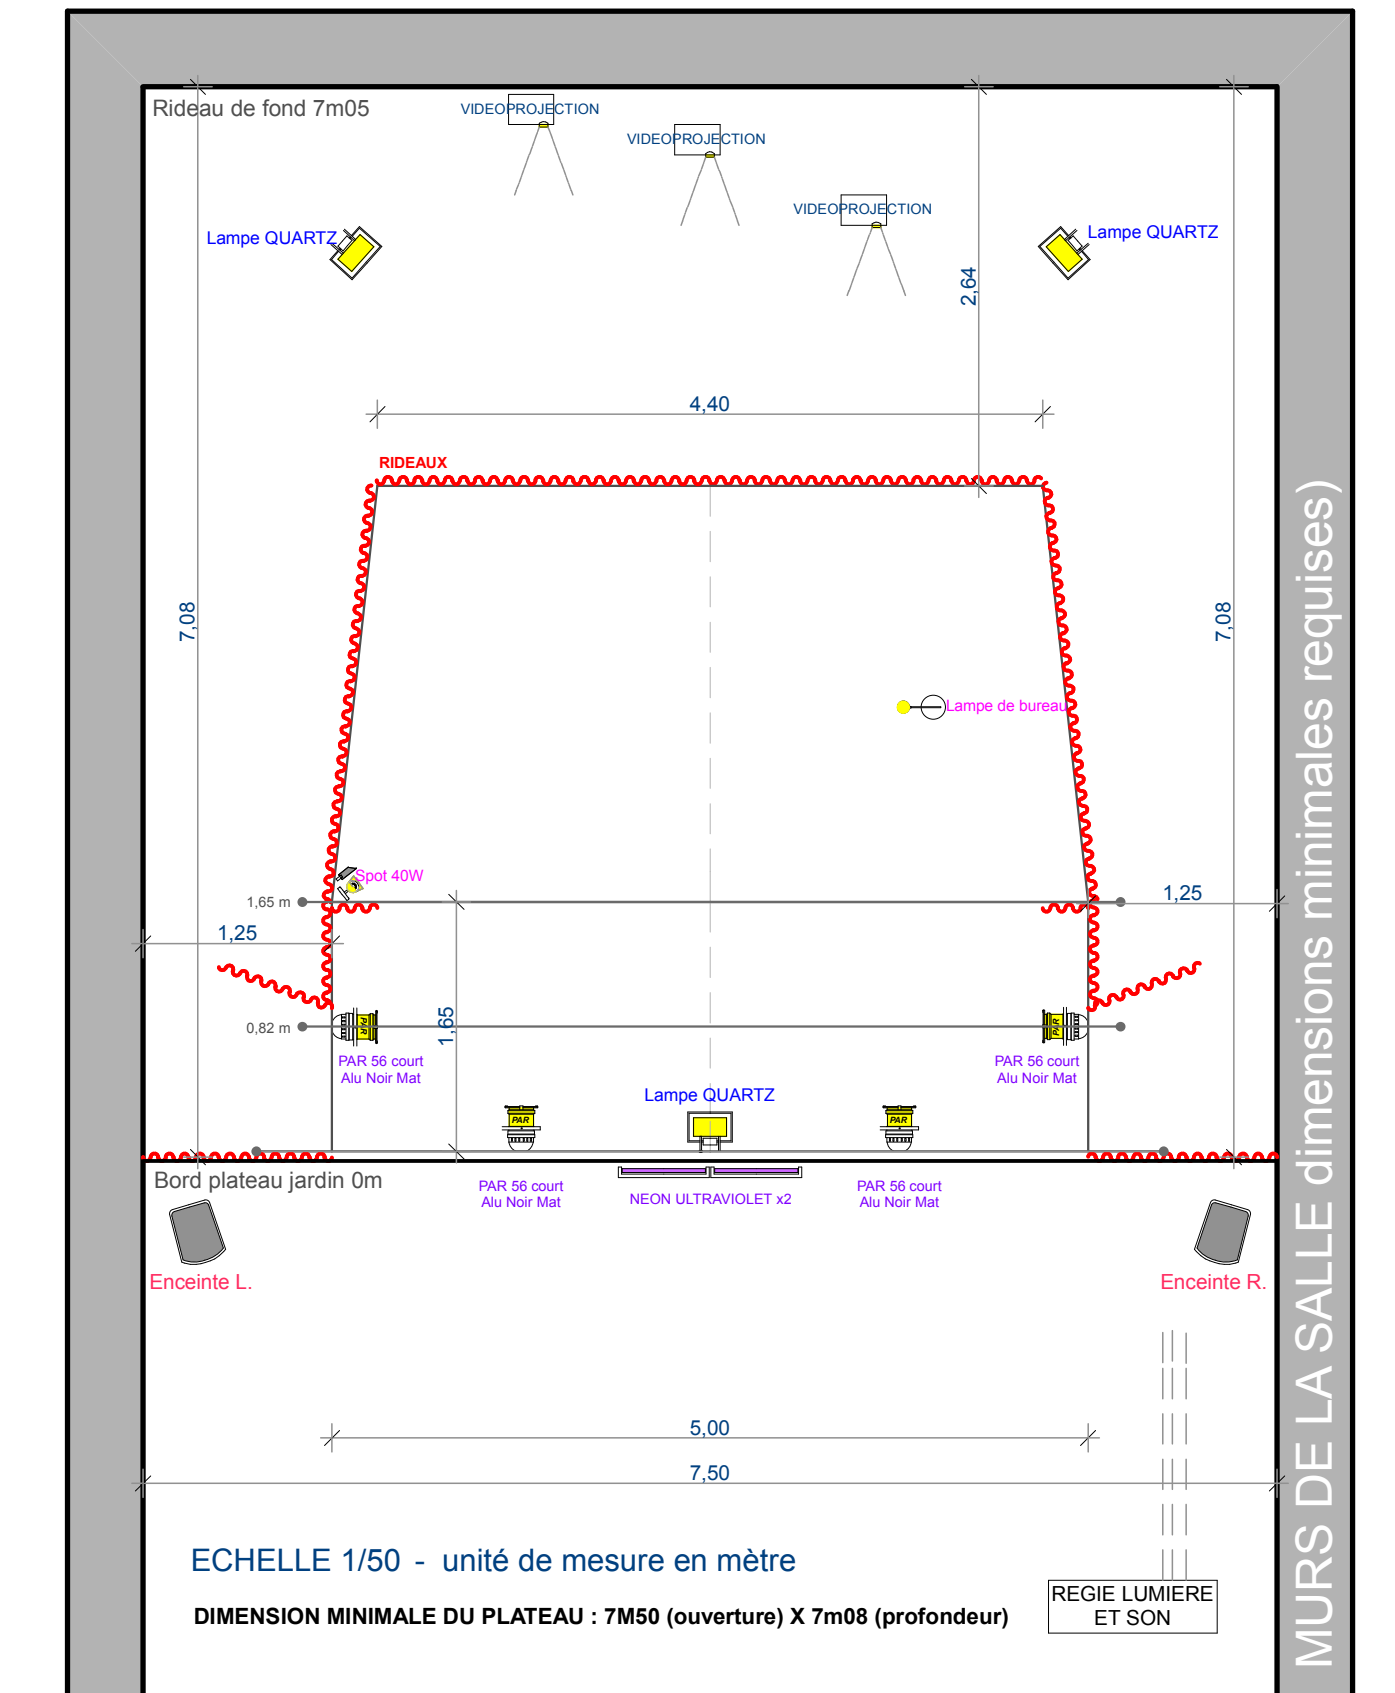 Rideau de fond 7m05
VIDEOPROJECTION
VIDEOPROJECTION
VIDEOPROJECTION
Lampe QUARTZ
Lampe QUARTZ
2,64
4,40
RIDEAUX
7,08
7,08
Lampe de bureau
Spot 40W
1,65 m
1,25
1,25
0,82 m
PAR
1,65
PAR
PAR 56 court
Alu Noir Mat
PAR 56 court
Alu Noir Mat
Lampe QUARTZ
PAR
PAR
Bord plateau jardin 0m
PAR 56 court
Alu Noir Mat
NEON ULTRAVIOLET x2
PAR 56 court
Alu Noir Mat
Enceinte L.
Enceinte R.
5,00
7,50
ECHELLE 1/50 - unité de mesure en mètre
DIMENSION MINIMALE DU PLATEAU : 7M50 (ouverture) X 7m08 (profondeur)
REGIE LUMIERE
ET SON
MURS DE LA SALLE dimensions minimales requises)